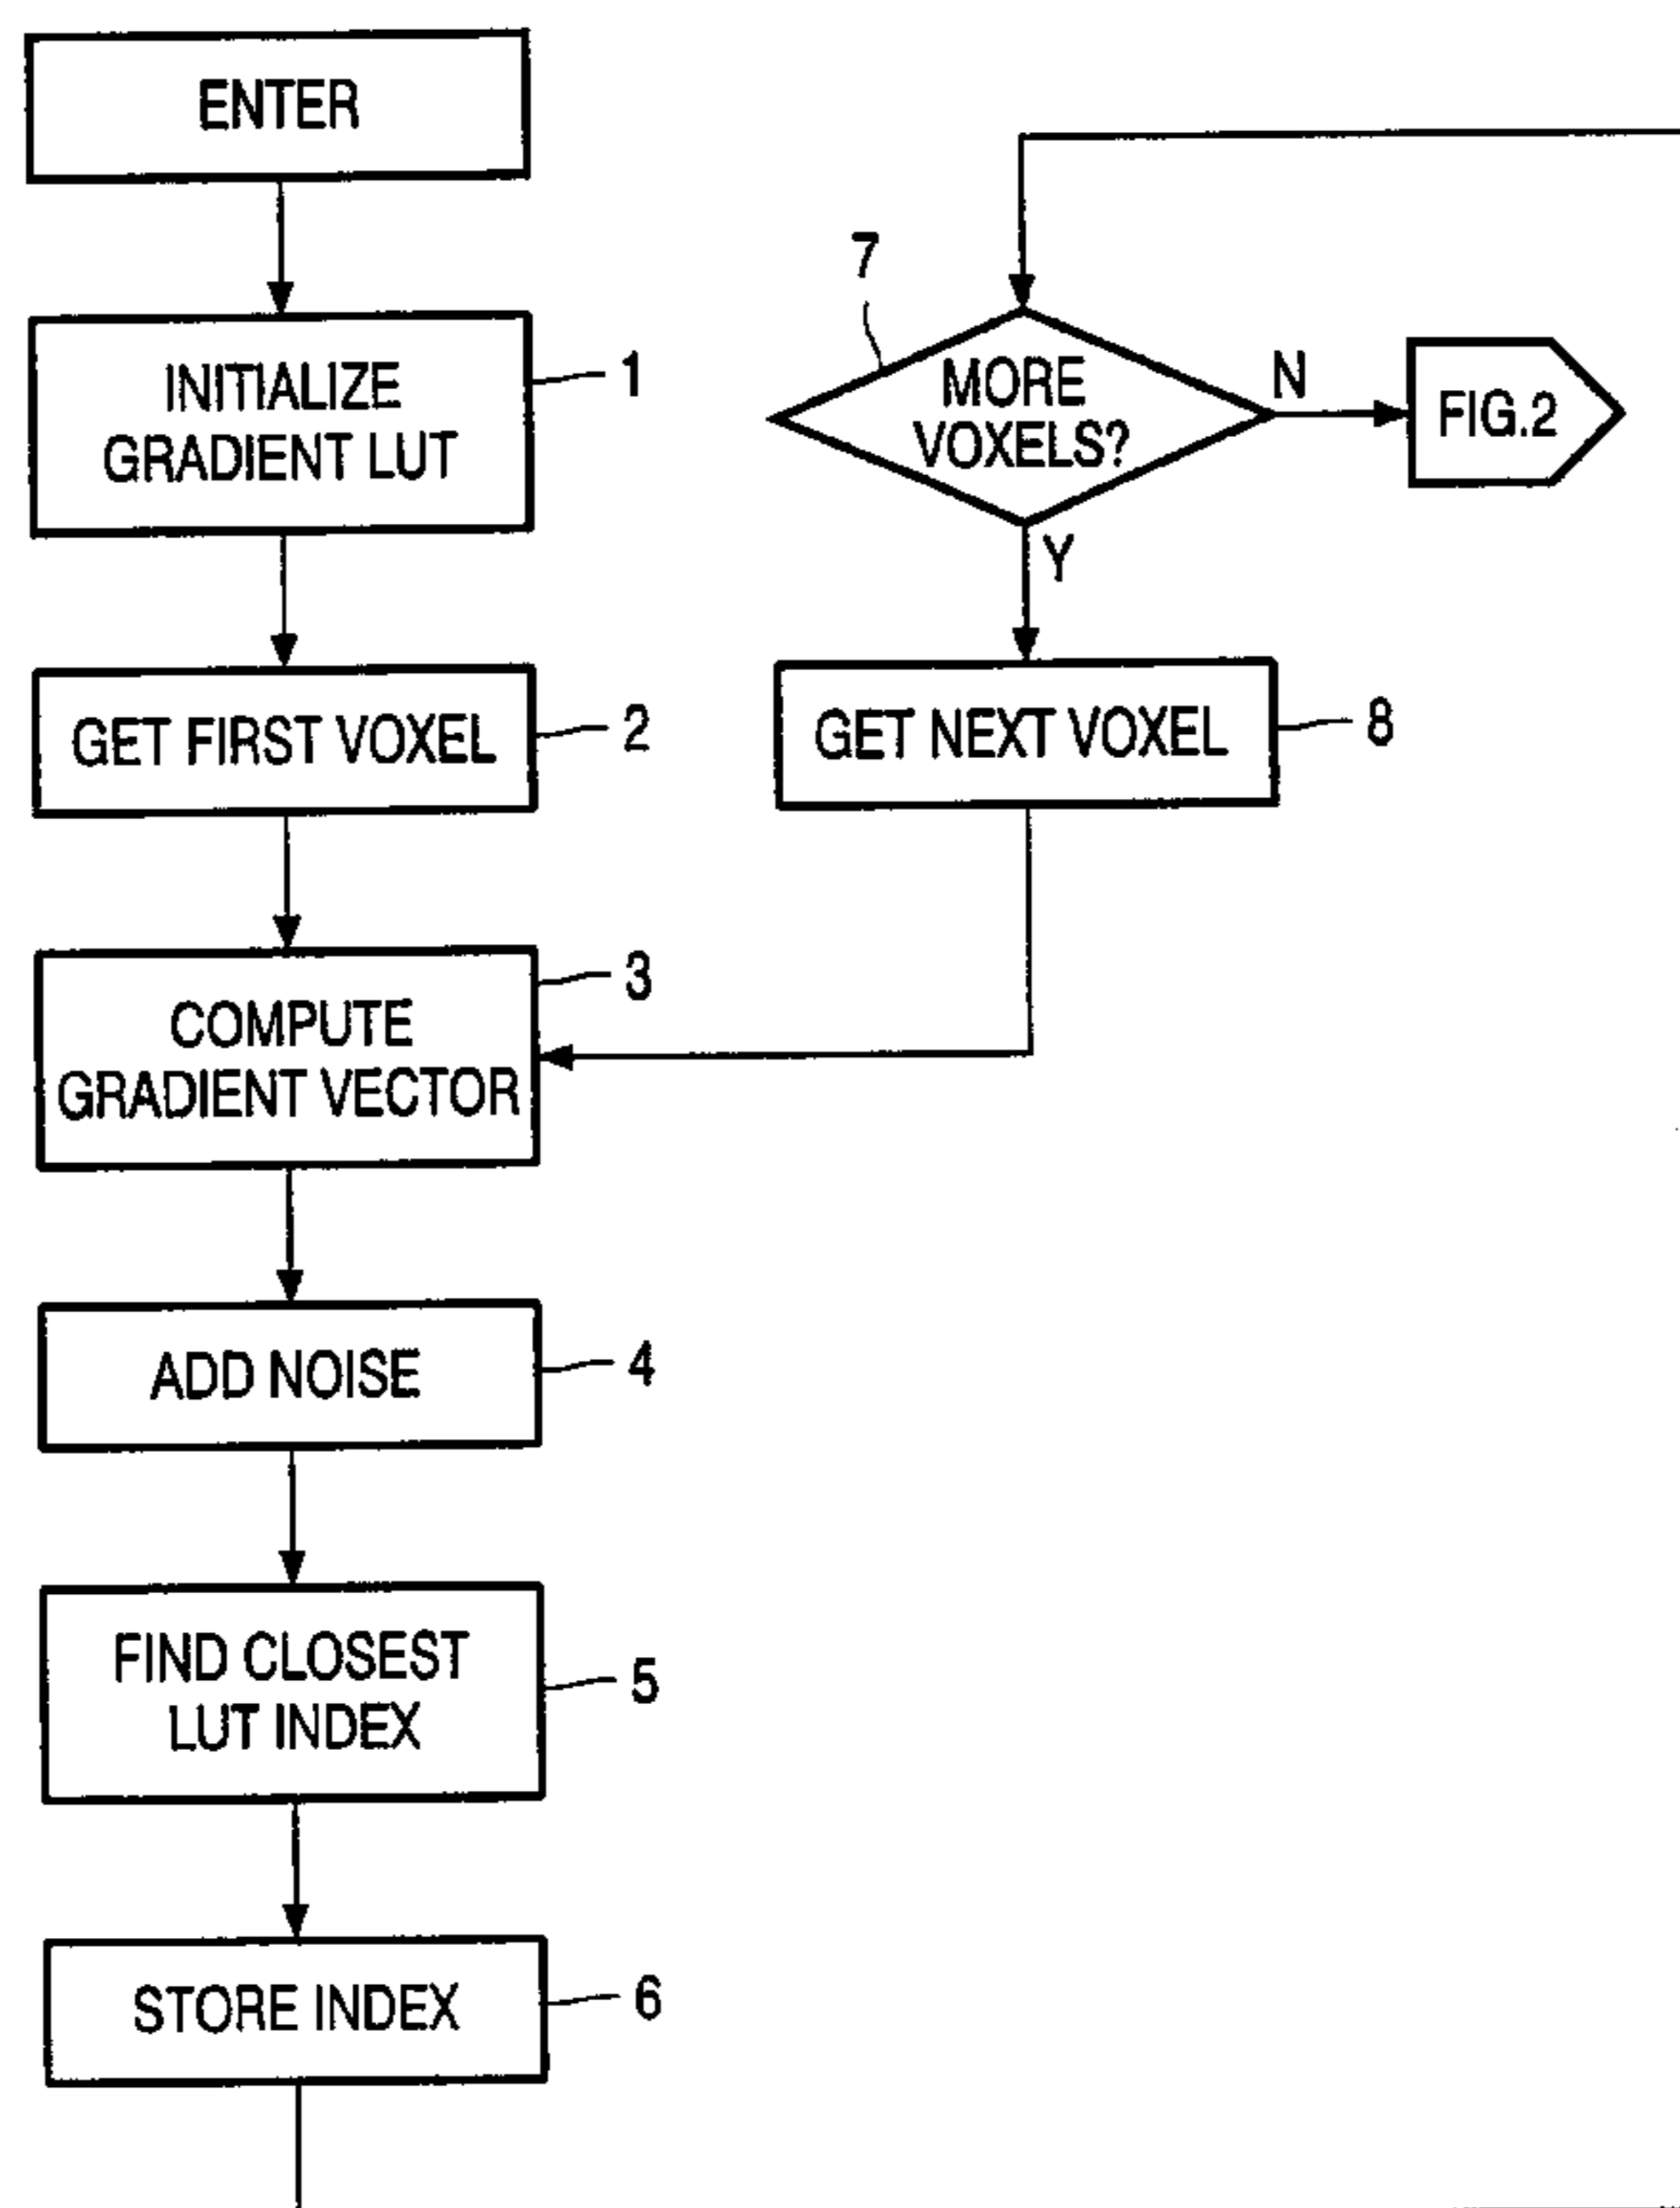 ENTER
INITIALIZE
GRADIENT LUT
1
GET FIRST VOXEL
2
COMPUTE
GRADIENT VECTOR
3
ADD NOISE
4
FIND CLOSEST
LUT INDEX
5
STORE INDEX
6
7
MORE
VOXELS?
N
FIG.2
Y
GET NEXT VOXEL
8